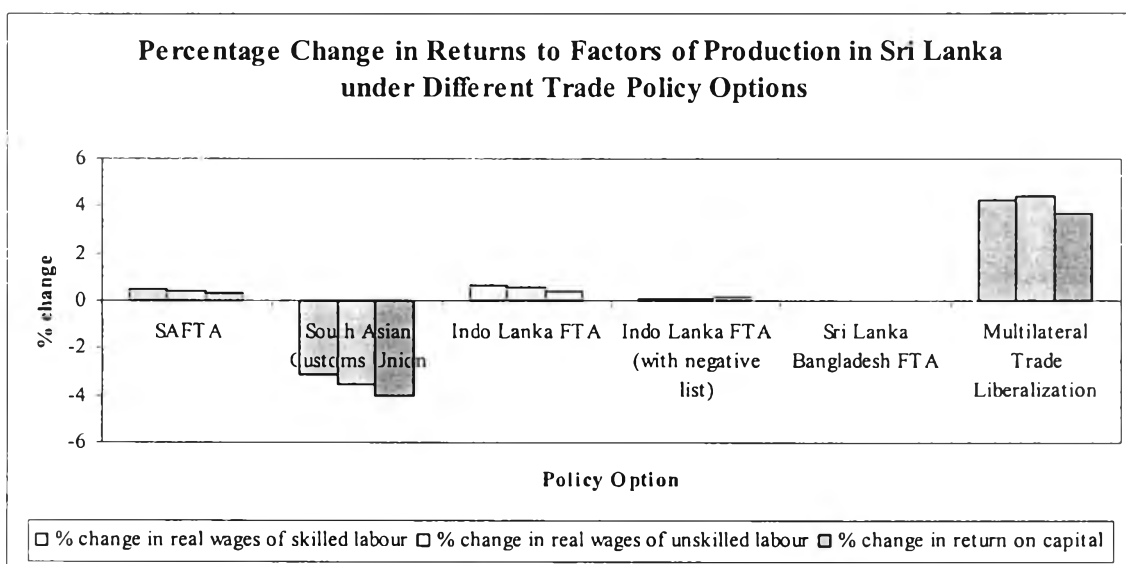 Percentage Change in Returns to Factors of Production in Sri Lanka
under Different Trade Policy Options
6
4
2
0
-2
-4
-6
% change
SAFTA
South Asian
Customs Union
Indo Lanka FTA
Indo Lanka FTA
(with negative
list)
Sri Lanka
Bangladesh FTA
Multilateral
Trade
Liberalization
Policy Option
% change in real wages of skilled labour
% change in real wages of unskilled labour
% change in return on capital